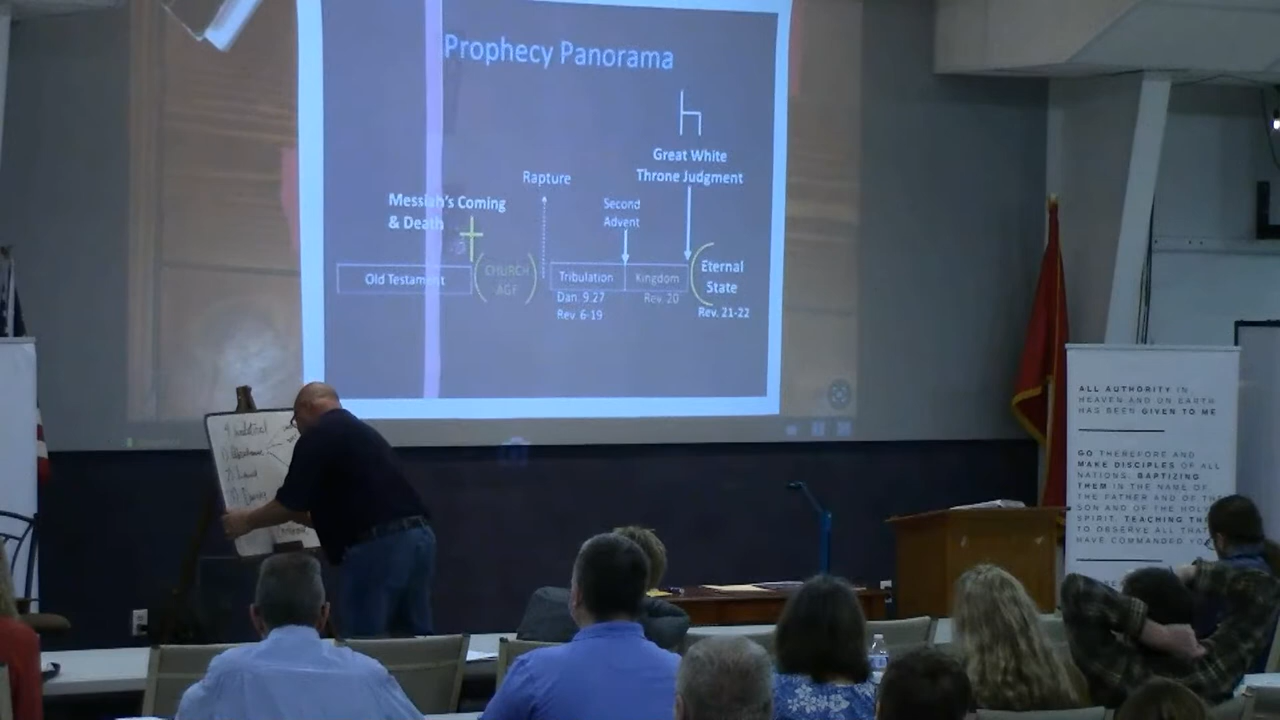 Prophecy Panorama
Great White
Throne Judgment
Rapture
Messiah's Coming
& Death
Second
Advent
Old Testament
CHURCH
AGE
Tribulation
Kingdom
Eternal
State
Dan. 9.27
Rev 6-19
Rev. 20
Rev. 21-22
ALL AUTHORITY IN
HEAVEN AND ON EARTH
HAS BEEN GIVEN TO ME
GO THEREFORE AND
MAKE DISCIPLES OF ALL
NATIONS, BAPTIZING
THEM IN THE NAME OF
THE FATHER AND OF THE
SON AND OF THE HOLY
SPIRIT, TEACHING
TO OBSERVE ALL THAT
HAVE COMMANDED